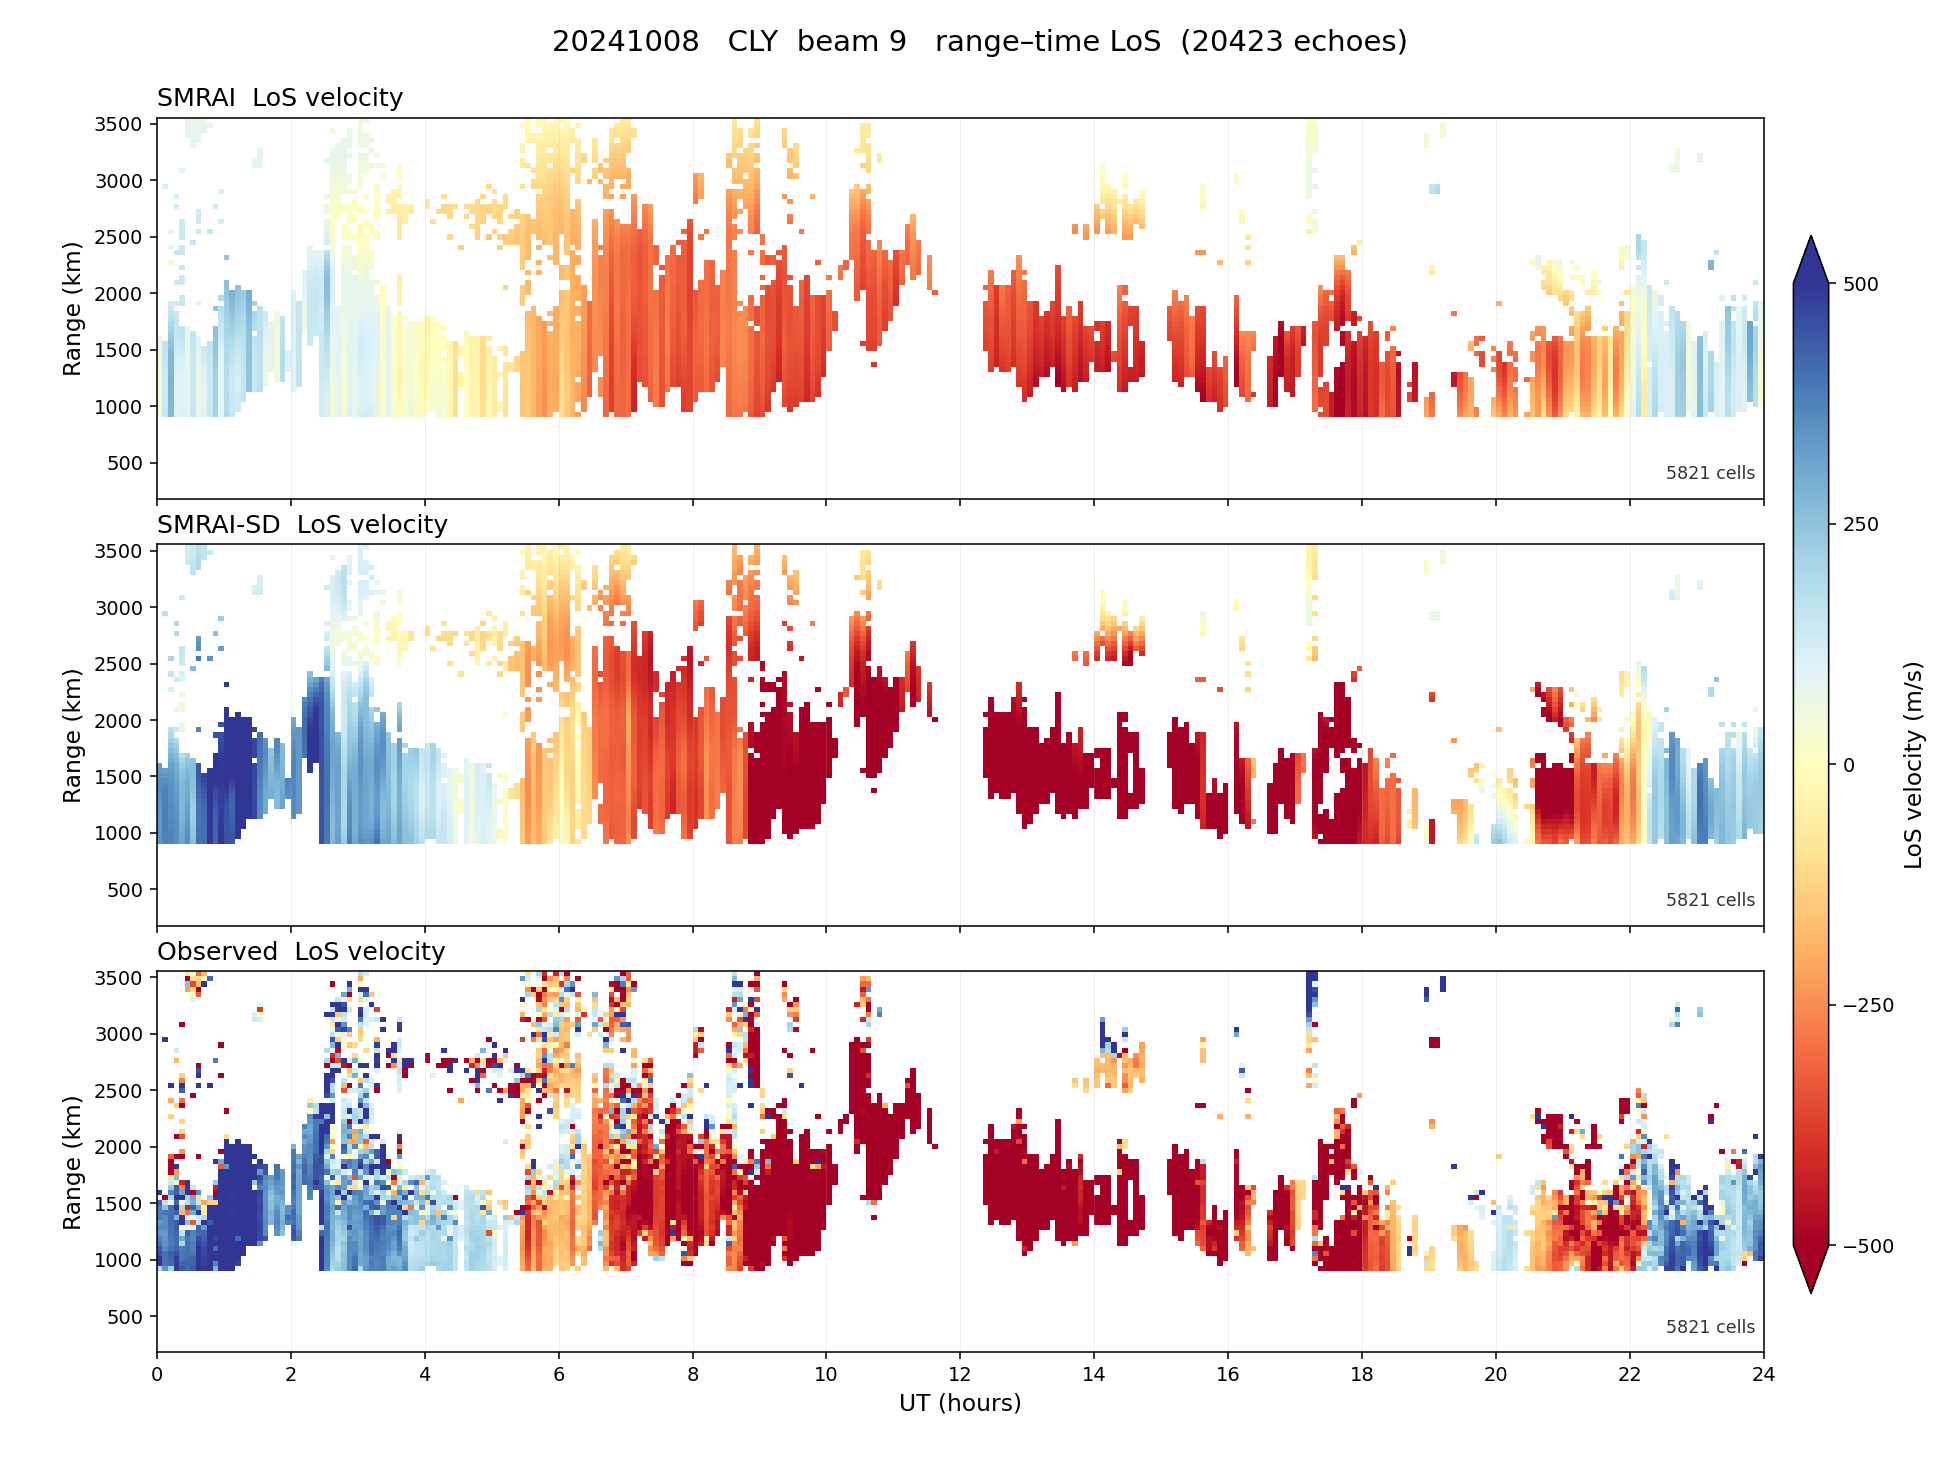 20241008 CLY beam 9 range–time LoS (20423 echoes)
SMRAI LoS velocity
3500
3000
2500
2000
1500
1000
500
Range (km)
5821 cells
SMRAI-SD LoS velocity
3500
3000
2500
2000
1500
1000
500
Range (km)
5821 cells
Observed LoS velocity
3500
3000
2500
2000
1500
1000
500
Range (km)
5821 cells
0 2 4 6 8 10 12 14 16 18 20 22 24
UT (hours)
500
250
0
−250
−500
LoS velocity (m/s)